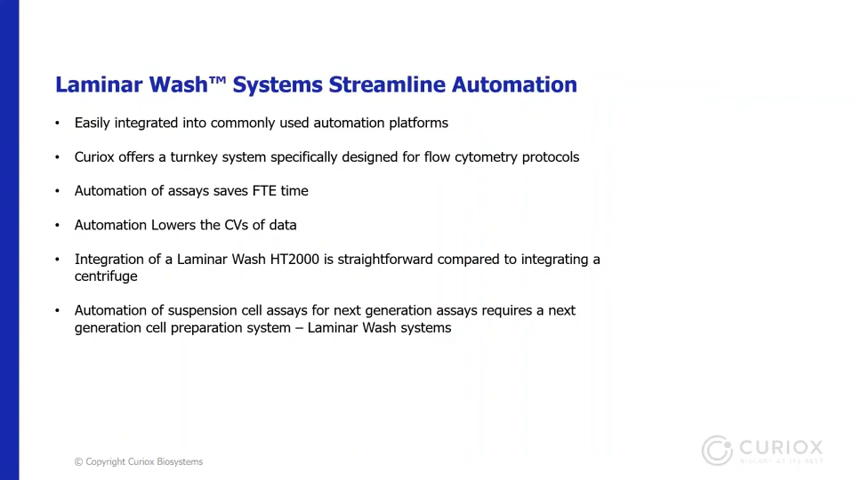 Laminar Wash™ Systems Streamline Automation
• Easily integrated into commonly used automation platforms
• Curiox offers a turnkey system specifically designed for flow cytometry protocols
• Automation of assays saves FTE time
• Automation Lowers the CVs of data
• Integration of a Laminar Wash HT2000 is straightforward compared to integrating a
centrifuge
• Automation of suspension cell assays for next generation assays requires a next
generation cell preparation system – Laminar Wash systems
© Copyright Curiox Biosystems
CURIOX